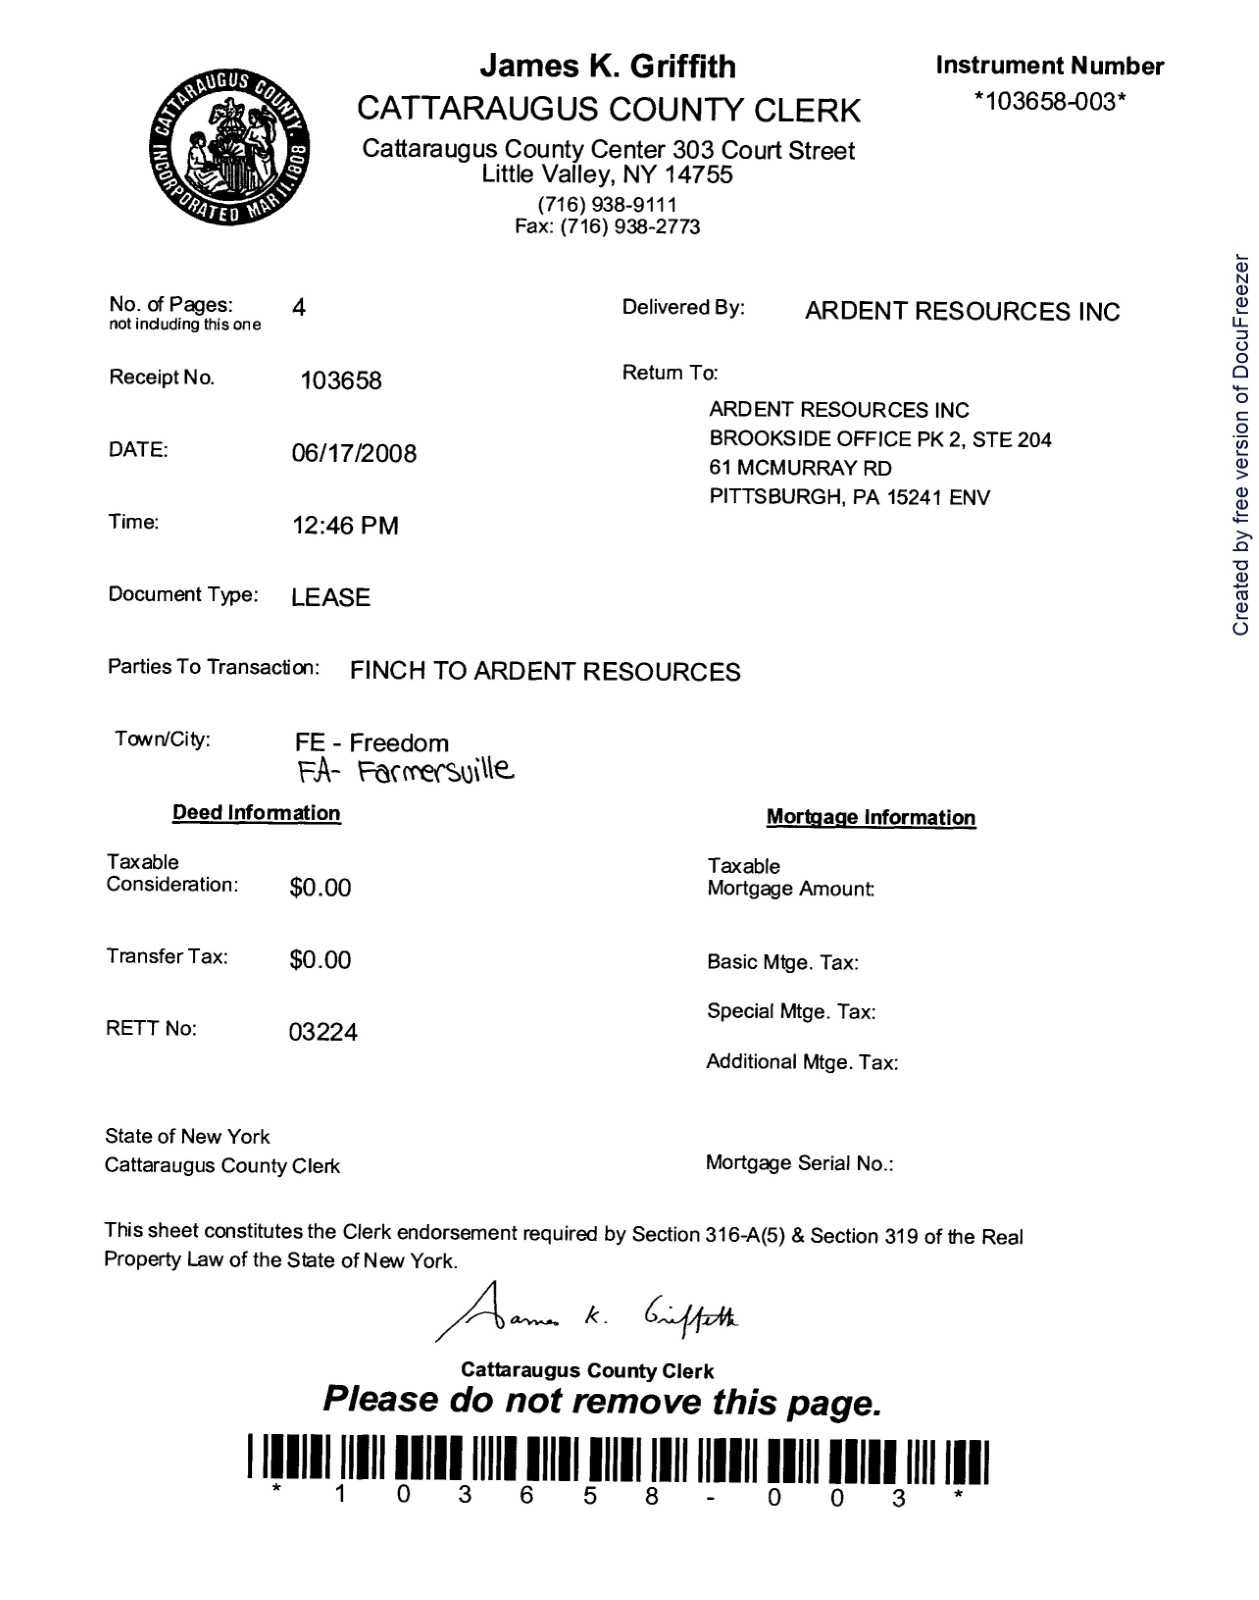 James K. Griffith
CATTARAUGUS COUNTY CLERK
Cattaraugus County Center 303 Court Street
Little Valley, NY 14755
(716) 938-9111
Fax: (716) 938-2773
Instrument Number
*103658-003*
CATTARAUGUS COUNTY.
INCORPORATED MAR 11.1808
No. of Pages: 4
not including this one
Receipt No. 103658
DATE: 06/17/2008
Time: 12:46 PM
Document Type: LEASE
Delivered By: ARDENT RESOURCES INC
Return To:
ARDENT RESOURCES INC
BROOKSIDE OFFICE PK 2, STE 204
61 MCMURRAY RD
PITTSBURGH, PA 15241 ENV
Parties To Transaction: FINCH TO ARDENT RESOURCES
Town/City: FE - Freedom
FA- Farmersville
Deed Information
Taxable
Consideration: $0.00
Transfer Tax: $0.00
RETT No: 03224
Mortgage Information
Taxable
Mortgage Amount:
Basic Mtge. Tax:
Special Mtge. Tax:
Additional Mtge. Tax:
State of New York
Cattaraugus County Clerk
Mortgage Serial No.:
This sheet constitutes the Clerk endorsement required by Section 316-A(5) & Section 319 of the Real
Property Law of the State of New York.
James K. Griffith
Cattaraugus County Clerk
Please do not remove this page.
* 1 0 3 6 5 8 - 0 0 3 *
Created by free version of DocuFreezer